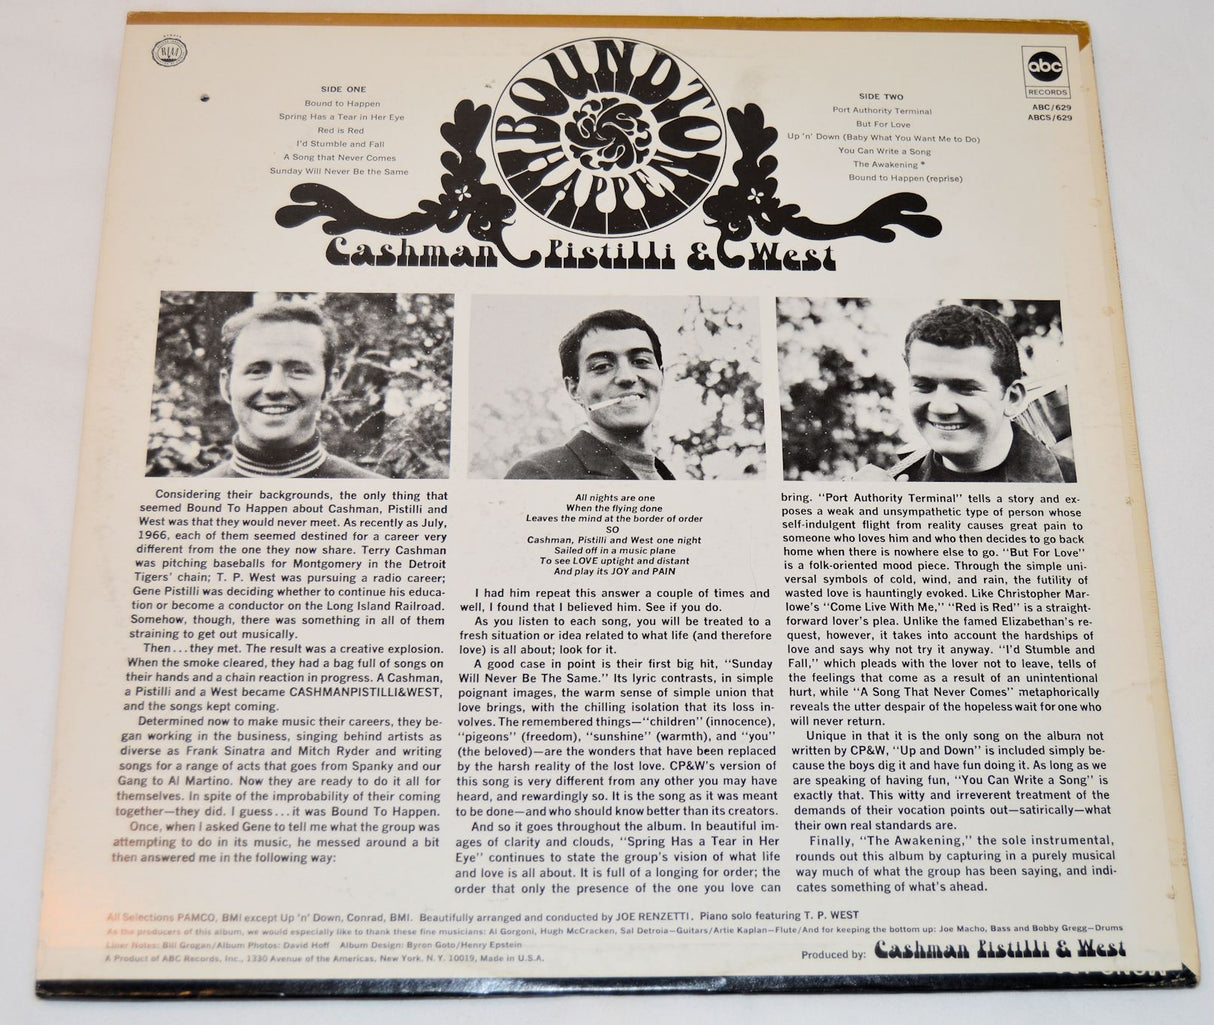 BMI
SIDE ONE
Bound to Happen
Spring Has a Tear in Her Eye
Red is Red
I'd Stumble and Fall
A Song that Never Comes
Sunday Will Never Be the Same
BOUND TO HAPPEN
Cashman Pistilli & West
SIDE TWO
Port Authority Terminal
But For Love
Up 'n' Down (Baby What You Want Me to Do)
You Can Write a Song
The Awakening *
Bound to Happen (reprise)
abc
RECORDS
ABC/629
ABCS/629
Considering their backgrounds, the only thing that
seemed Bound To Happen about Cashman, Pistilli and
West was that they would never meet. As recently as July,
1966, each of them seemed destined for a career very
different from the one they now share. Terry Cashman
was pitching baseballs for Montgomery in the Detroit
Tigers' chain; T. P. West was pursuing a radio career;
Gene Pistilli was deciding whether to continue his educa-
tion or become a conductor on the Long Island Railroad.
Somehow, though, there was something in all of them
straining to get out musically.
Then...they met. The result was a creative explosion.
When the smoke cleared, they had a bag full of songs on
their hands and a chain reaction in progress. A Cashman,
a Pistilli and a West became CASHMANPISTILLI&WEST,
and the songs kept coming.
Determined now to make music their careers, they be-
gan working in the business, singing behind artists as
diverse as Frank Sinatra and Mitch Ryder and writing
songs for a range of acts that goes from Spanky and our
Gang to Al Martino. Now they are ready to do it all for
themselves. In spite of the improbability of their coming
together—they did. I guess...it was Bound To Happen.
Once, when I asked Gene to tell me what the group was
attempting to do in its music, he messed around a bit
then answered me in the following way:
All nights are one
When the flying done
Leaves the mind at the border of order
SO
Cashman, Pistilli and West one night
Sailed off in a music plane
To see LOVE uptight and distant
And play its JOY and PAIN
I had him repeat this answer a couple of times and
well, I found that I believed him. See if you do.
As you listen to each song, you will be treated to a
fresh situation or idea related to what life (and therefore
love) is all about; look for it.
A good case in point is their first big hit, "Sunday
Will Never Be The Same." Its lyric contrasts, in simple
poignant images, the warm sense of simple union that
love brings, with the chilling isolation that its loss in-
volves. The remembered things—"children" (innocence),
"pigeons" (freedom), "sunshine" (warmth), and "you"
(the beloved)—are the wonders that have been replaced
by the harsh reality of the lost love. CP&W's version of
this song is very different from any other you may have
heard, and rewardingly so. It is the song as it was meant
to be done—and who should know better than its creators.
And so it goes throughout the album. In beautiful im-
ages of clarity and clouds, "Spring Has a Tear in Her
Eye" continues to state the group's vision of what life
and love is all about. It is full of a longing for order; the
order that only the presence of the one you love can
bring. "Port Authority Terminal" tells a story and ex-
poses a weak and unsympathetic type of person whose
self-indulgent flight from reality causes great pain to
someone who loves him and who then decides to go back
home when there is nowhere else to go. "But For Love"
is a folk-oriented mood piece. Through the simple uni-
versal symbols of cold, wind, and rain, the futility of
wasted love is hauntingly evoked. Like Christopher Mar-
lowe's "Come Live With Me," "Red is Red" is a straight-
forward lover's plea. Unlike the famed Elizabethan's re-
quest, however, it takes into account the hardships of
love and says why not try it anyway. "I'd Stumble and
Fall," which pleads with the lover not to leave, tells of
the feelings that come as a result of an unintentional
hurt, while "A Song That Never Comes" metaphorically
reveals the utter despair of the hopeless wait for one who
will never return.
Unique in that it is the only song on the album not
written by CP&W, "Up and Down" is included simply be-
cause the boys dig it and have fun doing it. As long as we
are speaking of having fun, "You Can Write a Song" is
exactly that. This witty and irreverent treatment of the
demands of their vocation points out—satirically—what
their own real standards are.
Finally, "The Awakening," the sole instrumental,
rounds out this album by capturing in a purely musical
way much of what the group has been saying, and indi-
cates something of what's ahead.
All Selections PAMCO, BMI except Up 'n' Down, Conrad, BMI. Beautifully arranged and conducted by JOE RENZETTI. Piano solo featuring T. P. WEST
As the producers of this album, we would especially like to thank these fine musicians: Al Gorgoni, Hugh McCracken, Sal Detroia—Guitars/Artie Kaplan—Flute/And for keeping the bottom up: Joe Macho, Bass and Bobby Gregg—Drums
Liner Notes: Bill Grogan/Album Photos: David Hoff Album Design: Byron Goto/Henry Epstein
A Product of ABC Records, Inc., 1330 Avenue of the Americas, New York, N. Y. 10019, Made in U.S.A.
Produced by: Cashman Pistilli & West